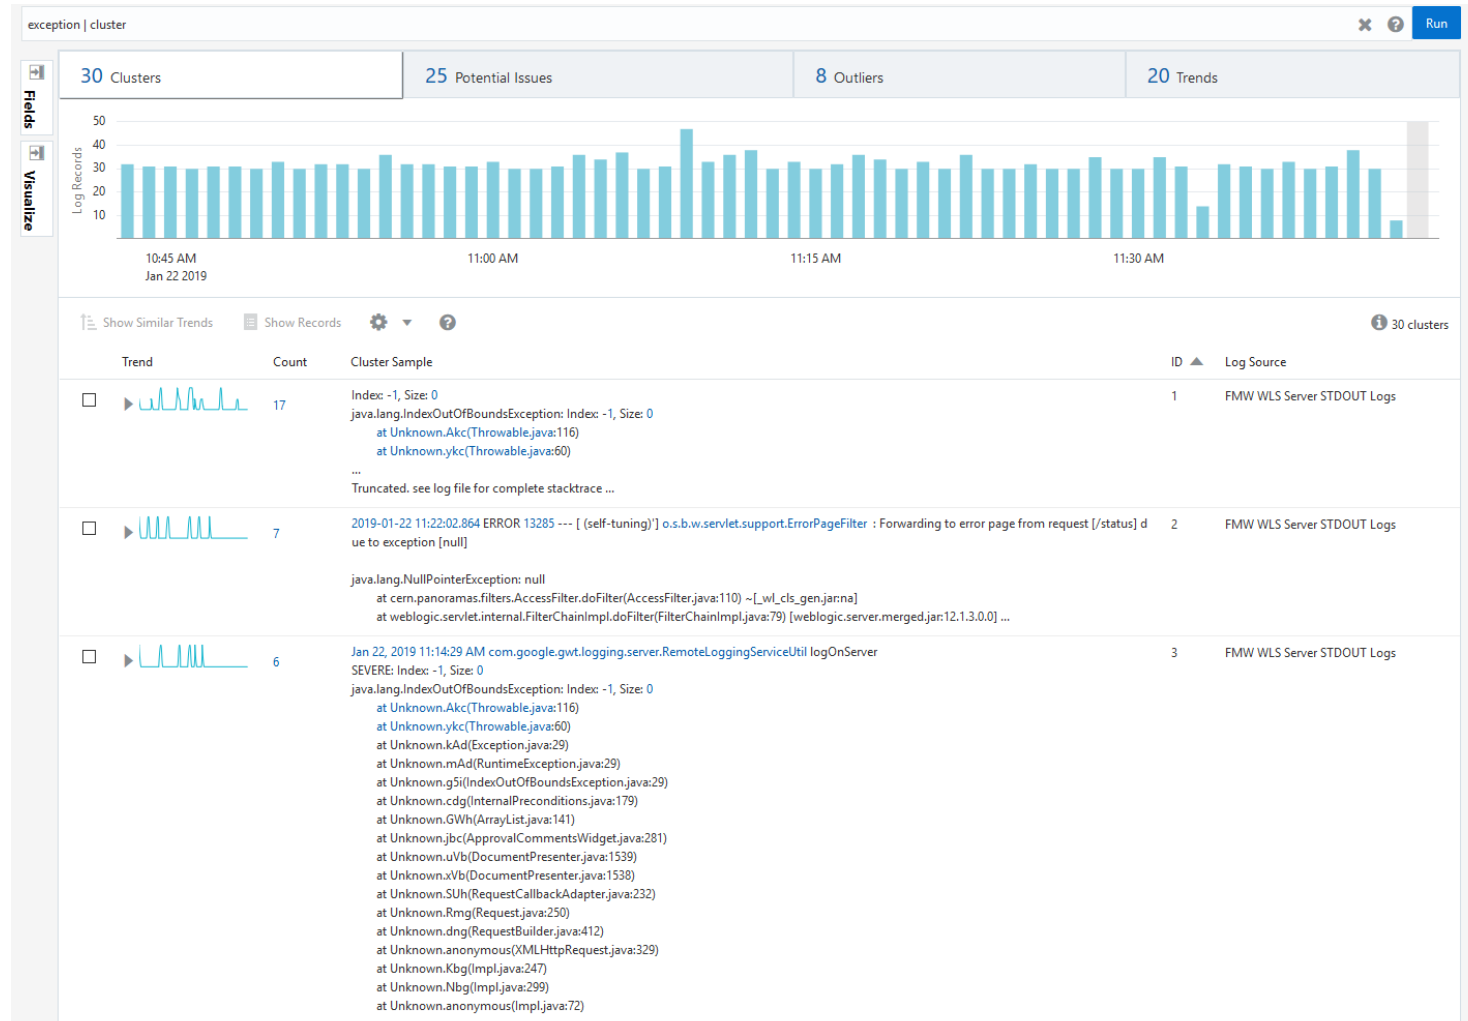 exception | cluster
Run
Fields
Visualize
30 Clusters
25 Potential Issues
8 Outliers
20 Trends
Log Records
50
40
30
20
10
10:45 AM
Jan 22 2019
11:00 AM
11:15 AM
11:30 AM
Show Similar Trends
Show Records
30 clusters
Trend Count Cluster Sample ID Log Source
17
Index: -1, Size: 0
java.lang.IndexOutOfBoundsException: Index: -1, Size: 0
at Unknown.Akc(Throwable.java:116)
at Unknown.ykc(Throwable.java:60)
...
Truncated. see log file for complete stacktrace ...
1
FMW WLS Server STDOUT Logs
7
2019-01-22 11:22:02.864 ERROR 13285 --- [ (self-tuning)'] o.s.b.w.servlet.support.ErrorPageFilter : Forwarding to error page from request [/status] d
ue to exception [null]
java.lang.NullPointerException: null
at cern.panoramas.filters.AccessFilter.doFilter(AccessFilter.java:110) ~[_wl_cls_gen.jar:na]
at weblogic.servlet.internal.FilterChainImpl.doFilter(FilterChainImpl.java:79) [weblogic.server.merged.jar:12.1.3.0.0] ...
2
FMW WLS Server STDOUT Logs
6
Jan 22, 2019 11:14:29 AM com.google.gwt.logging.server.RemoteLoggingServiceUtil logOnServer
SEVERE: Index: -1, Size: 0
java.lang.IndexOutOfBoundsException: Index: -1, Size: 0
at Unknown.Akc(Throwable.java:116)
at Unknown.ykc(Throwable.java:60)
at Unknown.kAd(Exception.java:29)
at Unknown.mAd(RuntimeException.java:29)
at Unknown.g5i(IndexOutOfBoundsException.java:29)
at Unknown.cdg(InternalPreconditions.java:179)
at Unknown.GWh(ArrayList.java:141)
at Unknown.jbc(ApprovalCommentsWidget.java:281)
at Unknown.uVb(DocumentPresenter.java:1539)
at Unknown.xVb(DocumentPresenter.java:1538)
at Unknown.SUh(RequestCallbackAdapter.java:232)
at Unknown.Rmg(Request.java:250)
at Unknown.dng(RequestBuilder.java:412)
at Unknown.anonymous(XMLHttpRequest.java:329)
at Unknown.Kbg(Impl.java:247)
at Unknown.Nbg(Impl.java:299)
at Unknown.anonymous(Impl.java:72)
3
FMW WLS Server STDOUT Logs